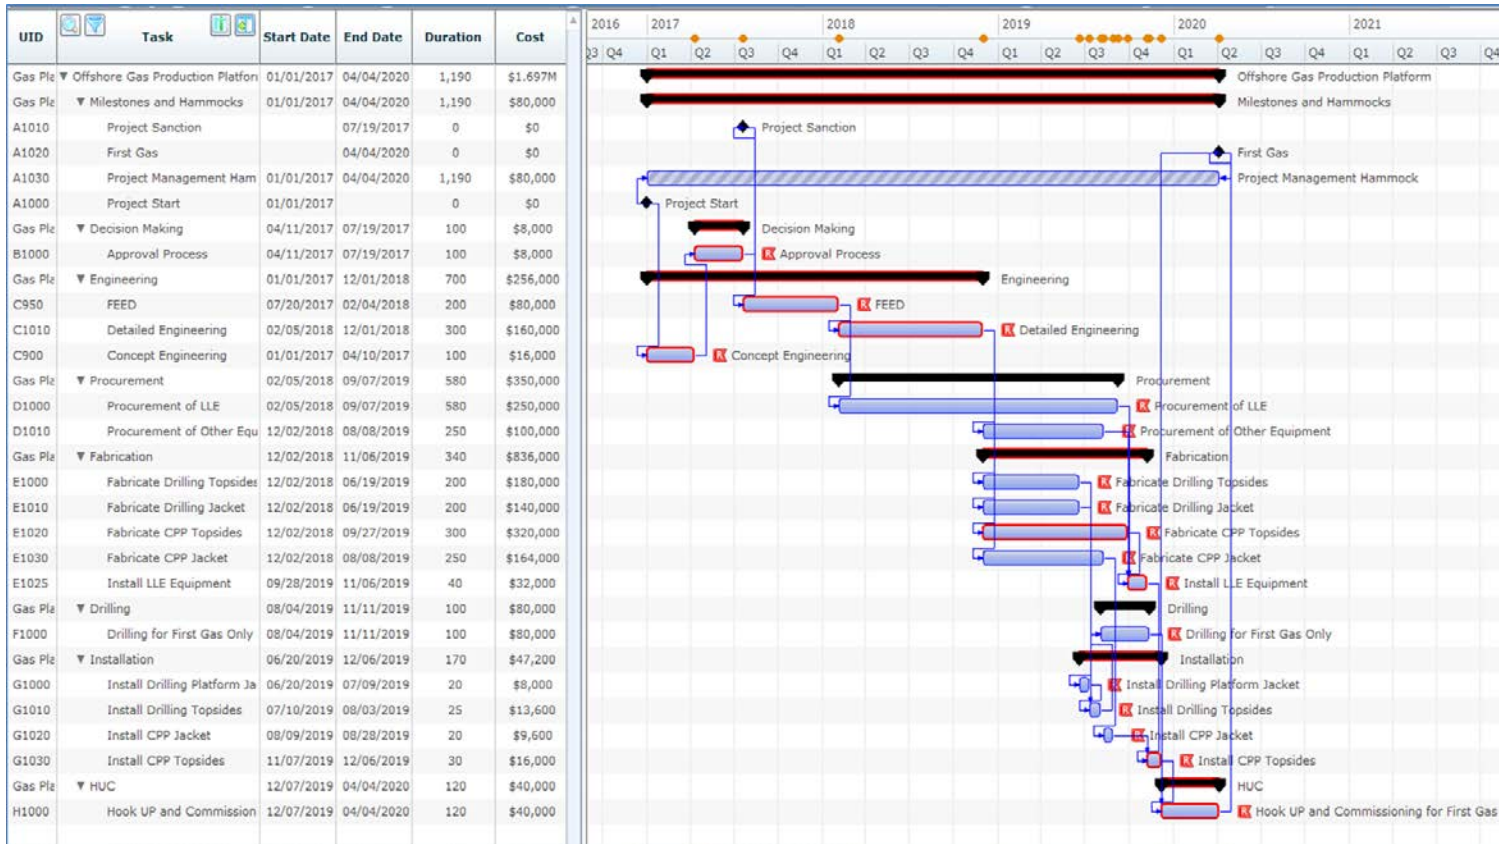 2016 2017 2018 2019 2020 2021
UID Task Start Date End Date Duration Cost
Q3 Q4 Q1 Q2 Q3 Q4 Q1 Q2 Q3 Q4 Q1 Q2 Q3 Q4 Q1 Q2 Q3 Q4 Q1 Q2 Q3 Q4
Gas Pla ▼ Offshore Gas Production Platfor 01/01/2017 04/04/2020 1,190 $1.697M Offshore Gas Production Platform
Gas Pla ▼ Milestones and Hammocks 01/01/2017 04/04/2020 1,190 $80,000 Milestones and Hammocks
A1010 Project Sanction 07/19/2017 0 $0 Project Sanction
A1020 First Gas 04/04/2020 0 $0 First Gas
A1030 Project Management Ham 01/01/2017 04/04/2020 1,190 $80,000 Project Management Hammock
A1000 Project Start 01/01/2017 0 $0 Project Start
Gas Pla ▼ Decision Making 04/11/2017 07/19/2017 100 $8,000 Decision Making
B1000 Approval Process 04/11/2017 07/19/2017 100 $8,000 R Approval Process
Gas Pla ▼ Engineering 01/01/2017 12/01/2018 700 $256,000 Engineering
C950 FEED 07/20/2017 02/04/2018 200 $80,000 R FEED
C1010 Detailed Engineering 02/05/2018 12/01/2018 300 $160,000 R Detailed Engineering
C900 Concept Engineering 01/01/2017 04/10/2017 100 $16,000 R Concept Engineering
Gas Pla ▼ Procurement 02/05/2018 09/07/2019 580 $350,000 Procurement
D1000 Procurement of LLE 02/05/2018 09/07/2019 580 $250,000 R Procurement of LLE
D1010 Procurement of Other Equ 12/02/2018 08/08/2019 250 $100,000 R Procurement of Other Equipment
Gas Pla ▼ Fabrication 12/02/2018 11/06/2019 340 $836,000 Fabrication
E1000 Fabricate Drilling Topsides 12/02/2018 06/19/2019 200 $180,000 R Fabricate Drilling Topsides
E1010 Fabricate Drilling Jacket 12/02/2018 06/19/2019 200 $140,000 R Fabricate Drilling Jacket
E1020 Fabricate CPP Topsides 12/02/2018 09/27/2019 300 $320,000 R Fabricate CPP Topsides
E1030 Fabricate CPP Jacket 12/02/2018 08/08/2019 250 $164,000 R Fabricate CPP Jacket
E1025 Install LLE Equipment 09/28/2019 11/06/2019 40 $32,000 R Install LLE Equipment
Gas Pla ▼ Drilling 08/04/2019 11/11/2019 100 $80,000 Drilling
F1000 Drilling for First Gas Only 08/04/2019 11/11/2019 100 $80,000 R Drilling for First Gas Only
Gas Pla ▼ Installation 06/20/2019 12/06/2019 170 $47,200 Installation
G1000 Install Drilling Platform Ja 06/20/2019 07/09/2019 20 $8,000 R Install Drilling Platform Jacket
G1010 Install Drilling Topsides 07/10/2019 08/03/2019 25 $13,600 R Install Drilling Topsides
G1020 Install CPP Jacket 08/09/2019 08/28/2019 20 $9,600 R Install CPP Jacket
G1030 Install CPP Topsides 11/07/2019 12/06/2019 30 $16,000 R Install CPP Topsides
Gas Pla ▼ HUC 12/07/2019 04/04/2020 120 $40,000 HUC
H1000 Hook UP and Commission 12/07/2019 04/04/2020 120 $40,000 R Hook UP and Commissioning for First Gas